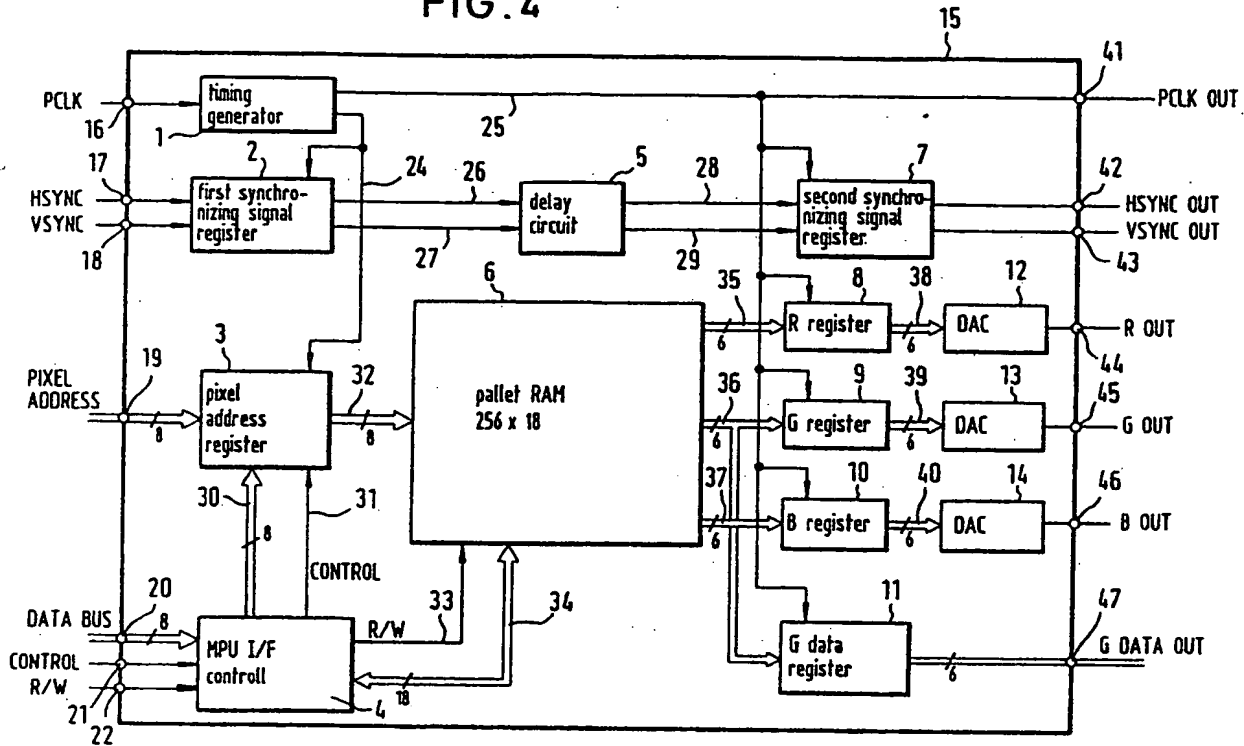 FIG. 4
15
41
PCLK
16
timing
generator
1
25
PCLK OUT
17
2
24
26
5
28
7
42
HSYNC
VSYNC
18
first synchro-
nizing signal
register
27
delay
circuit
29
second synchro-
nizing signal
register.
HSYNC OUT
VSYNC OUT
43
6
35
8
38
12
6
R register
6
DAC
R OUT
44
3
19
PIXEL
ADDRESS
8
pixel
address
register
32
8
pallet RAM
256 x 18
36
6
9
G register
39
6
13
DAC
45
G OUT
37
6
10
B register
40
6
14
DAC
46
B OUT
30
8
31
CONTROL
33
34
DATA BUS
20
8
CONTROL
R/W
21
22
MPU I/F
controll
4
R/W
18
11
G data
register
6
47
G DATA OUT